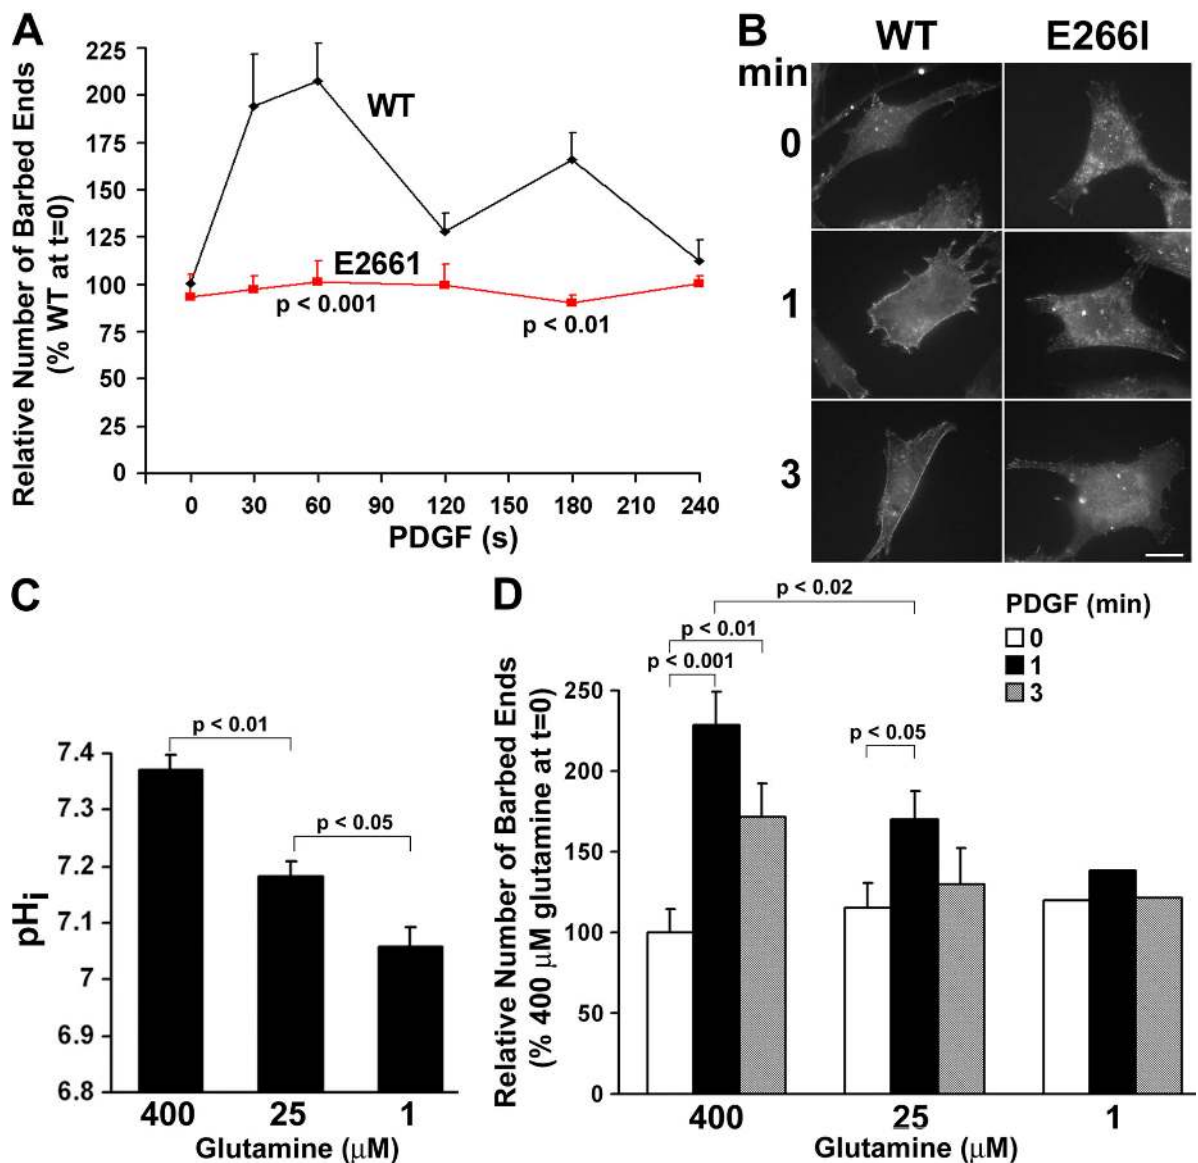 A
Relative Number of Barbed Ends
(% WT at t=0)
225
200
175
150
125
100
75
50
25
0
WT
E2661
p < 0.001
p < 0.01
0 30 60 90 120 150 180 210 240
PDGF (s)
B
WT E266I
min
0
1
3
C
pHi
7.4
7.3
7.2
7.1
7
6.9
6.8
p < 0.01
p < 0.05
400 25 1
Glutamine (μM)
D
Relative Number of Barbed Ends
(% 400 μM glutamine at t=0)
p < 0.02
p < 0.01
p < 0.001
p < 0.05
PDGF (min)
0
1
3
250
200
150
100
50
0
400 25 1
Glutamine (μM)